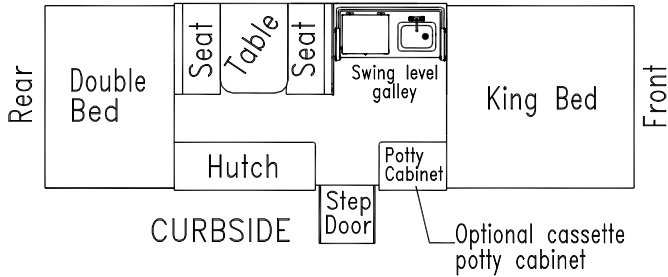 Rear
Double
Bed
Seat
Table
Seat
Swing level
galley
King Bed
Front
Hutch
Potty
Cabinet
Step
Door
CURBSIDE
Optional cassette
potty cabinet